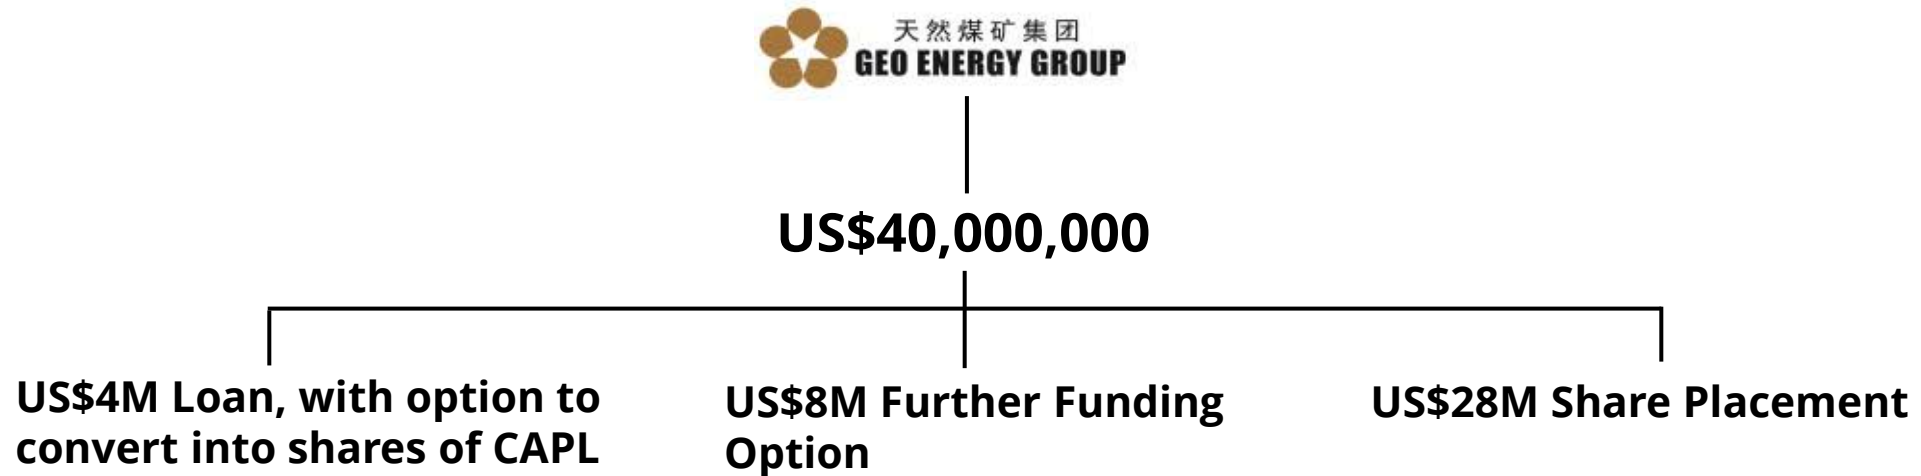 天然煤矿集团
GEO ENERGY GROUP
US$40,000,000
US$4M Loan, with option to
convert into shares of CAPL
US$8M Further Funding
Option
US$28M Share Placement